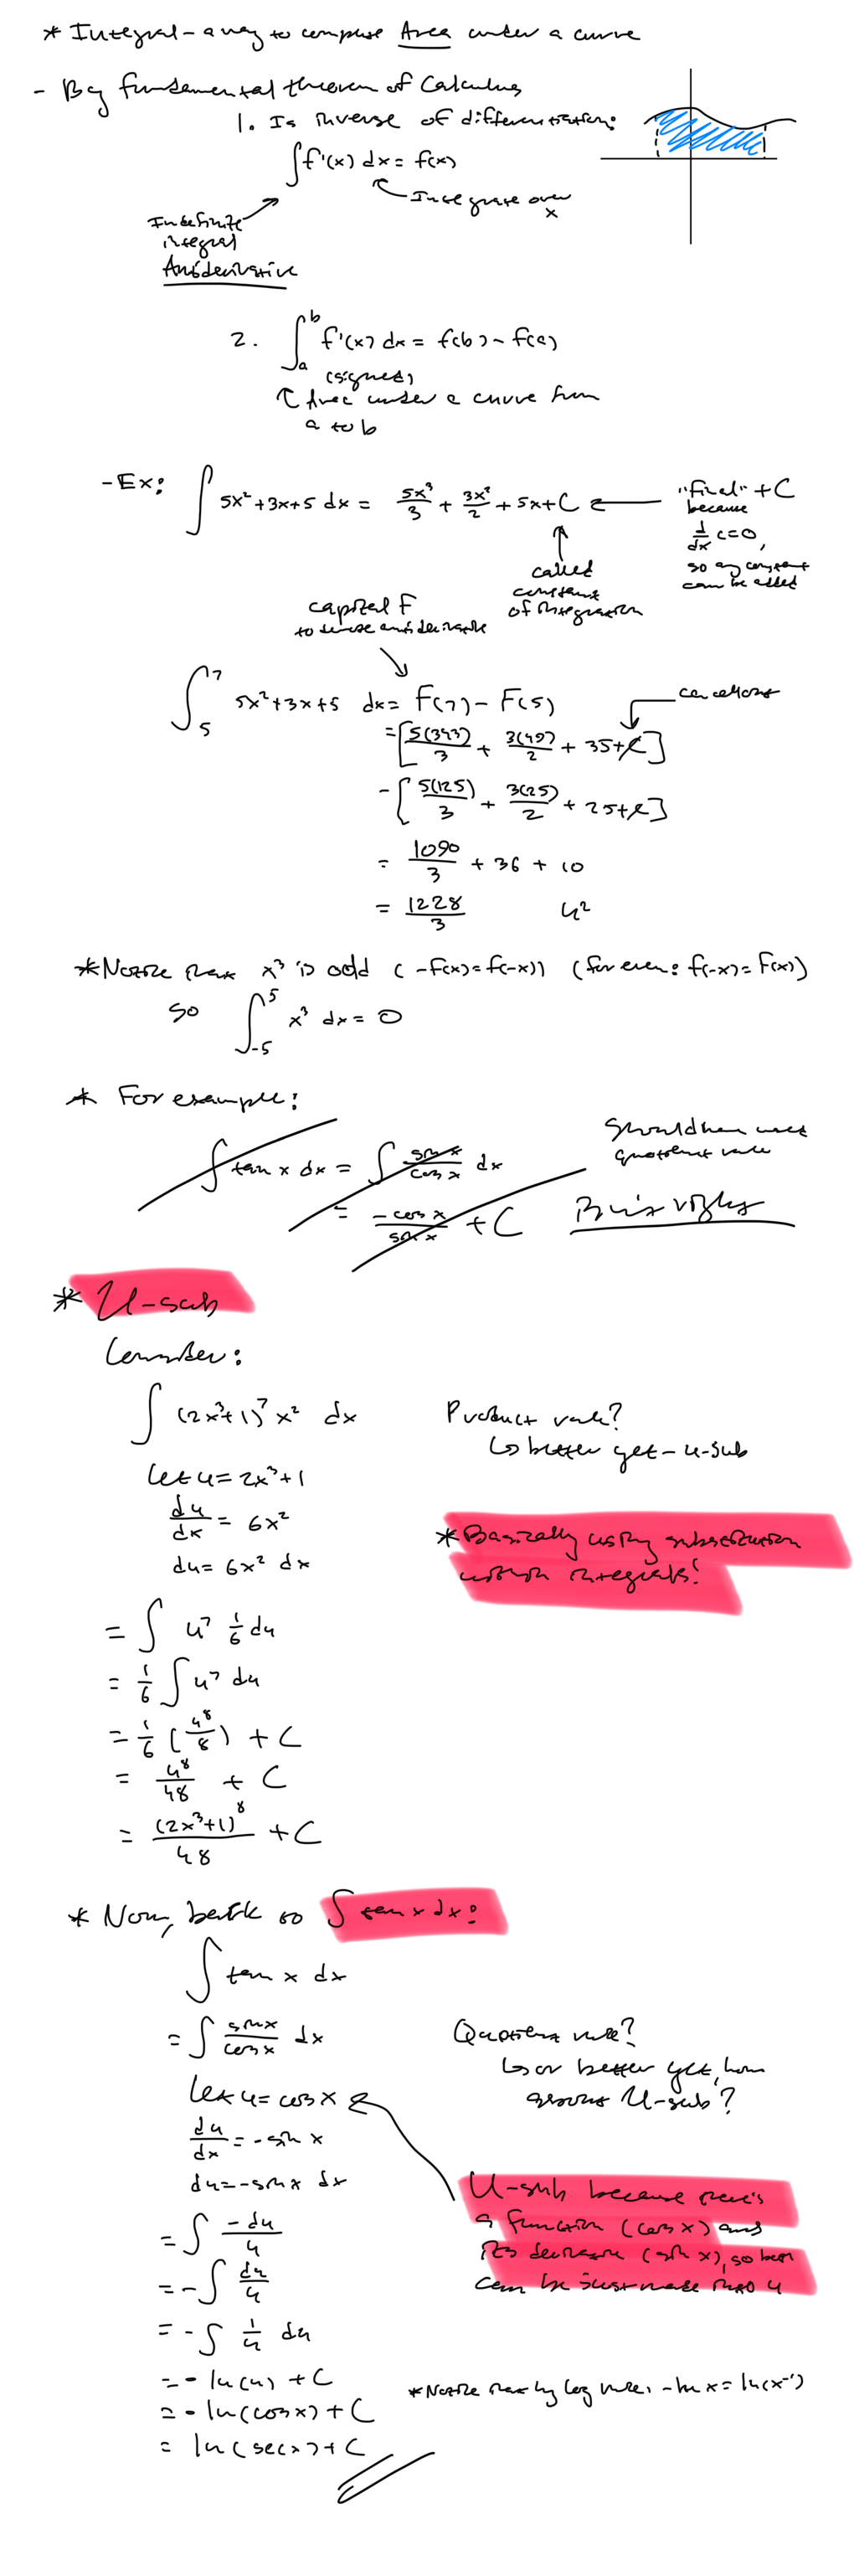 * Integral - a way to compute Area under a curve
- By fundamental theorem of Calculus
1. Is inverse of differentiation:
∫f'(x) dx = f(x)
Integrate over
x
Indefinite
integral
Antiderivative
2. ∫_a^b f'(x) dx = f(b) - f(a)
(signed)
↑ Area under a curve from
a to b
- Ex: ∫ 5x² + 3x + 5 dx = 5x³/3 + 3x²/2 + 5x + C ← "final" + C
because
d/dx c = 0,
so any constant
can be added
called
constant
of integration
capital F
to denote antiderivative
∫_5^7 5x² + 3x + 5 dx = F(7) - F(5)
cancellout
= [5(343)/3 + 3(49)/2 + 35 + C]
- [5(125)/3 + 3(25)/2 + 25 + C]
= 1090/3 + 36 + 10
= 1228/3 u²
* Notice that x³ is odd (-f(x) = f(-x)) (for even: f(-x) = f(x))
so ∫_-5^5 x³ dx = 0
* For example:
∫ tan x dx = ∫ sin x/cos x dx
= -cos x/sin x + C
quotient rule
* U-sub
Consider:
∫ (2x³+1)⁷ x² dx
Product rule?
↳ better yet - u-sub
let u = 2x³+1
du/dx = 6x²
du = 6x² dx
* Basically using substitution
within integrals!
= ∫ u⁷ 1/6 du
= 1/6 ∫ u⁷ du
= 1/6 (u⁸/8) + C
= u⁸/48 + C
= (2x³+1)⁸/48 + C
* Now, back to ∫ tan x dx:
∫ tan x dx
= ∫ sin x/cos x dx
Quotient rule?
↳ or better yet, how
about U-sub?
let u = cos x
du/dx = -sin x
du = -sin x dx
U-sub because there's
a function (cos x) and
its derivative (sin x), so both
can be made into u
= ∫ -du/u
= - ∫ du/u
= - ∫ 1/u du
= - ln(u) + C
* Notice that by log rules, -ln x = ln(x⁻¹)
= - ln(cos x) + C
= ln(sec x) + C